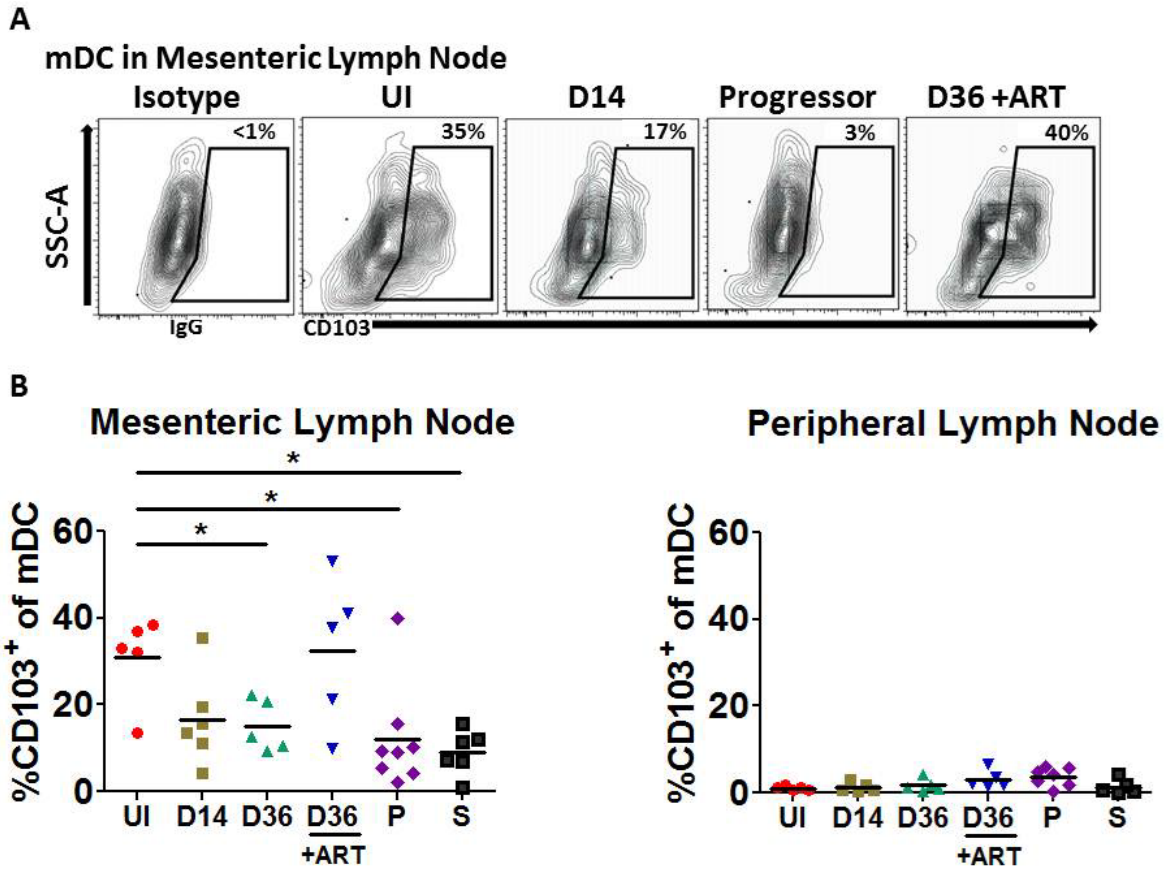 A
mDC in Mesenteric Lymph Node
Isotype UI D14 Progressor D36 +ART
<1% 35% 17% 3% 40%
SSC-A
IgG CD103
B
Mesenteric Lymph Node
%CD103+ of mDC
*
*
*
60
40
20
0
UI D14 D36 D36 P S
+ART
Peripheral Lymph Node
%CD103+ of mDC
60
40
20
0
UI D14 D36 D36 P S
+ART